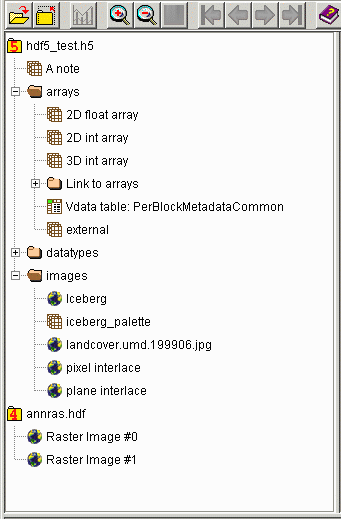 5 hdf5_test.h5
A note
arrays
2D float array
2D int array
3D int array
Link to arrays
Vdata table: PerBlockMetadataCommon
external
datatypes
images
Iceberg
iceberg_palette
landcover.umd.199906.jpg
pixel interlace
plane interlace
4 annras.hdf
Raster Image #0
Raster Image #1